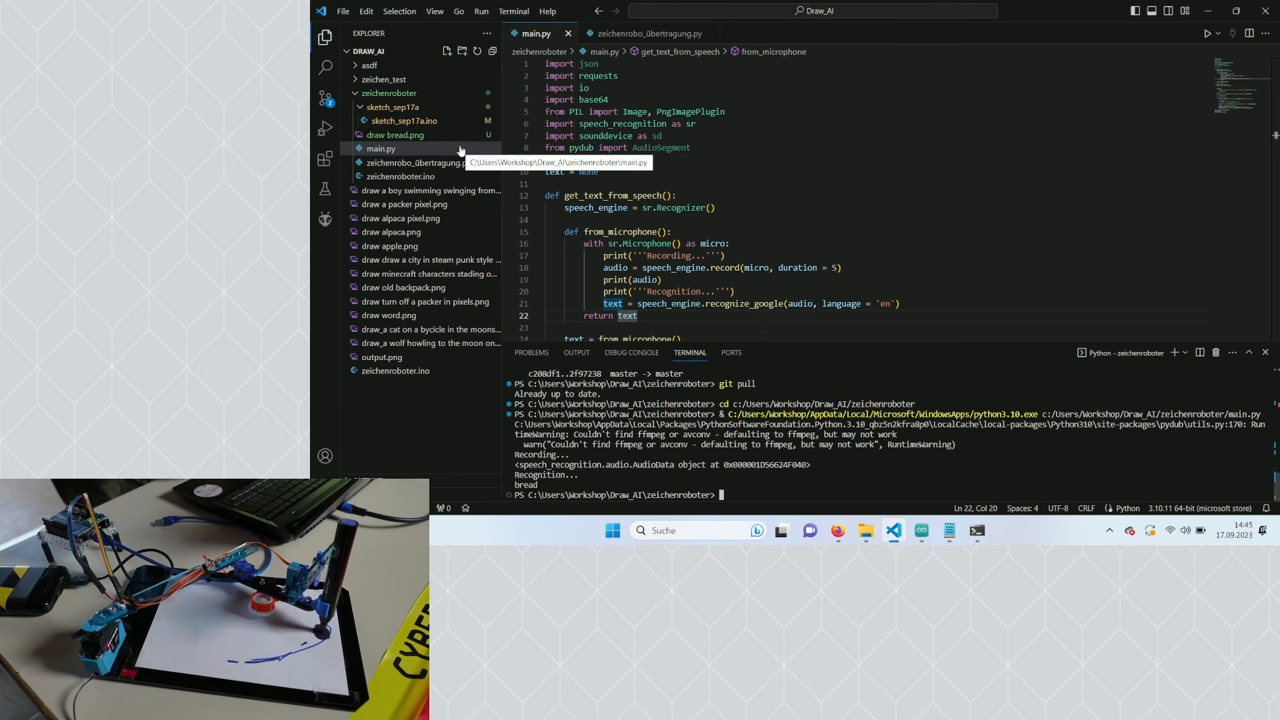 File Edit Selection View Go Run Terminal Help
Draw_AI
EXPLORER
DRAW_AI
asdf
zeichen_test
zeichenroboter
sketch_sep17a
sketch_sep17a.ino M
draw bread.png U
main.py
zeichenrobo_übertragung.p
zeichenroboter.ino
draw a boy swimming swinging from...
draw a packer pixel.png
draw alpaca pixel.png
draw alpaca.png
draw apple.png
draw draw a city in steam punk style ...
draw minecraft characters stading o...
draw old backpack.png
draw turn off a packer in pixels.png
draw word.png
draw_a cat on a bycicle in the moons...
draw_a wolf howling to the moon on...
output.png
zeichenroboter.ino
main.py
zeichenrobo_übertragung.py
zeichenroboter > main.py > get_text_from_speech > from_microphone
1 import json
2 import requests
3 import io
4 import base64
5 from PIL import Image, PngImagePlugin
6 import speech_recognition as sr
7 import sounddevice as sd
8 from pydub import AudioSegment
C:\Users\Workshop\Draw_AI\zeichenroboter\main.py
10 text = None
11
12 def get_text_from_speech():
13 speech_engine = sr.Recognizer()
14
15 def from_microphone():
16 with sr.Microphone() as micro:
17 print('''Recording...''')
18 audio = speech_engine.record(micro, duration = 5)
19 print(audio)
20 print('''Recognition...''')
21 text = speech_engine.recognize_google(audio, language = 'en')
22 return text
23
24 text = from_microphone()
PROBLEMS OUTPUT DEBUG CONSOLE TERMINAL PORTS
Python - zeichenroboter
c208df1..2f97238 master -> master
PS C:\Users\Workshop\Draw_AI\zeichenroboter> git pull
Already up to date.
PS C:\Users\Workshop\Draw_AI\zeichenroboter> cd c:/Users/Workshop/Draw_AI/zeichenroboter
PS C:\Users\Workshop\Draw_AI\zeichenroboter> & C:/Users/Workshop/AppData/Local/Microsoft/WindowsApps/python3.10.exe c:/Users/Workshop/Draw_AI/zeichenroboter/main.py
C:\Users\Workshop\AppData\Local\Packages\PythonSoftwareFoundation.Python.3.10_qbz5n2kfra8p0\LocalCache\local-packages\Python310\site-packages\pydub\utils.py:170: Run
timeWarning: Couldn't find ffmpeg or avconv - defaulting to ffmpeg, but may not work
warn("Couldn't find ffmpeg or avconv - defaulting to ffmpeg, but may not work", RuntimeWarning)
Recording...
<speech_recognition.audio.AudioData object at 0x000001D56624F040>
Recognition...
bread
PS C:\Users\Workshop\Draw_AI\zeichenroboter>
0 Ln 22, Col 20 Spaces: 4 UTF-8 CRLF Python 3.10.11 64-bit (microsoft store)
Suche
14:45
17.09.2023
CYBER